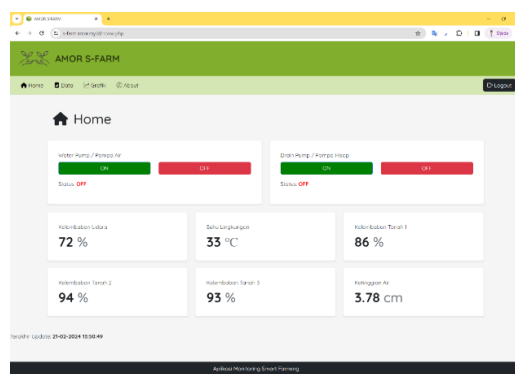 AMOR S-FARM
AMOR S-FARM
Home Data Grafik About Logout
Home
Water Pump / Pompa Air
ON OFF
Status: OFF
Drain Pump / Pompa Hisap
ON OFF
Status: OFF
Kelembaban Udara
72 %
Suhu Lingkungan
33 °C
Kelembaban Tanah 1
86 %
Kelembaban Tanah 2
94 %
Kelembaban Tanah 3
93 %
Ketinggian Air
3.78 cm
Terakhir Update: 21-02-2024
Aplikasi Monitoring Smart Farming